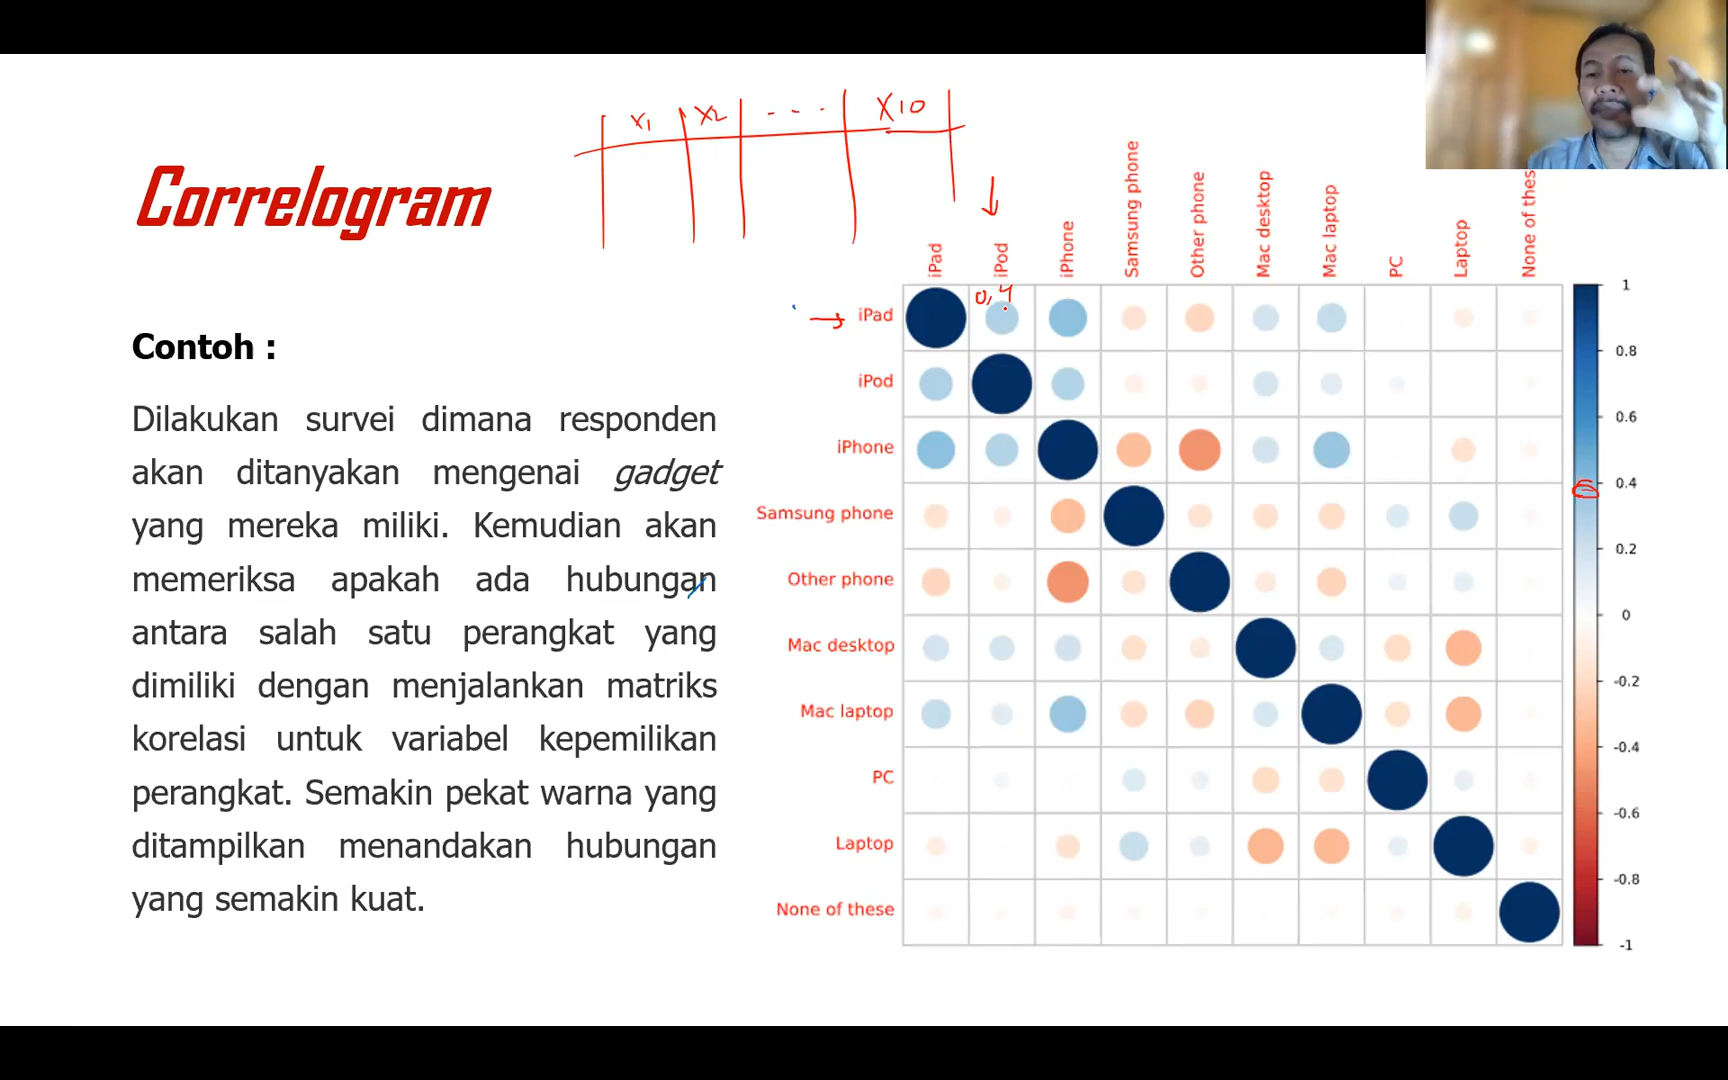 x1 x2 - - - X10
Correlogram
Contoh :
Dilakukan survei dimana responden
akan ditanyakan mengenai gadget
yang mereka miliki. Kemudian akan
memeriksa apakah ada hubungan
antara salah satu perangkat yang
dimiliki dengan menjalankan matriks
korelasi untuk variabel kepemilikan
perangkat. Semakin pekat warna yang
ditampilkan menandakan hubungan
yang semakin kuat.
iPad
iPod
iPhone
Samsung phone
Other phone
Mac desktop
Mac laptop
PC
Laptop
None of thes
0,4
iPad
iPod
iPhone
Samsung phone
Other phone
Mac desktop
Mac laptop
PC
Laptop
None of these
1
0.8
0.6
0.4
0.2
0
-0.2
-0.4
-0.6
-0.8
-1